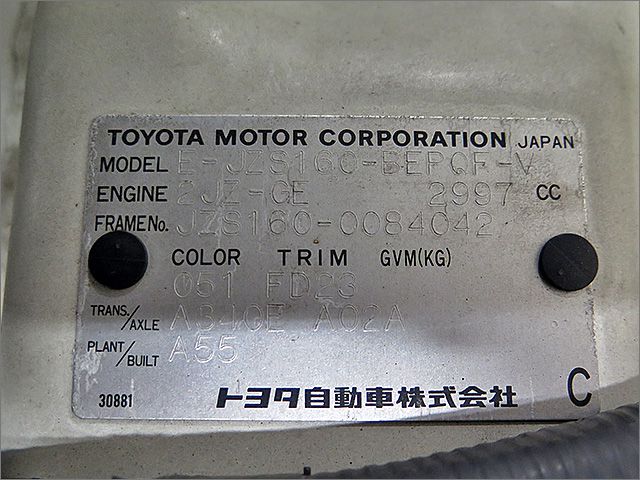 TOYOTA MOTOR CORPORATION JAPAN
MODEL E-JZS160-BEPQF-V
ENGINE 2JZ-GE 2997 CC
FRAME No. JZS160-0084042
COLOR TRIM GVM(KG)
051 FD23
TRANS./AXLE A340E A02A
PLANT/BUILT A55
30881 トヨタ自動車株式会社 C